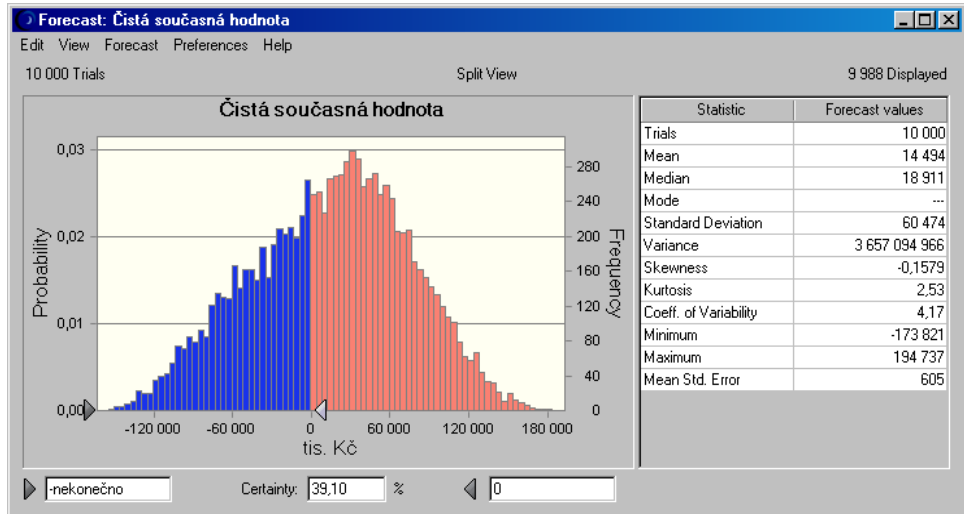 Forecast: Čistá současná hodnota
Edit View Forecast Preferences Help
10 000 Trials Split View 9 988 Displayed
Čistá současná hodnota
Probability
0,03
0,02
0,01
0,00
280
240
200
160
120
80
40
0
Frequency
-120 000 -60 000 0 60 000 120 000 180 000
tis. Kč
Statistic Forecast values
Trials 10 000
Mean 14 494
Median 18 911
Mode ---
Standard Deviation 60 474
Variance 3 657 094 966
Skewness -0,1579
Kurtosis 2,53
Coeff. of Variability 4,17
Minimum -173 821
Maximum 194 737
Mean Std. Error 605
-nekonečno Certainty: 39,10 % 0